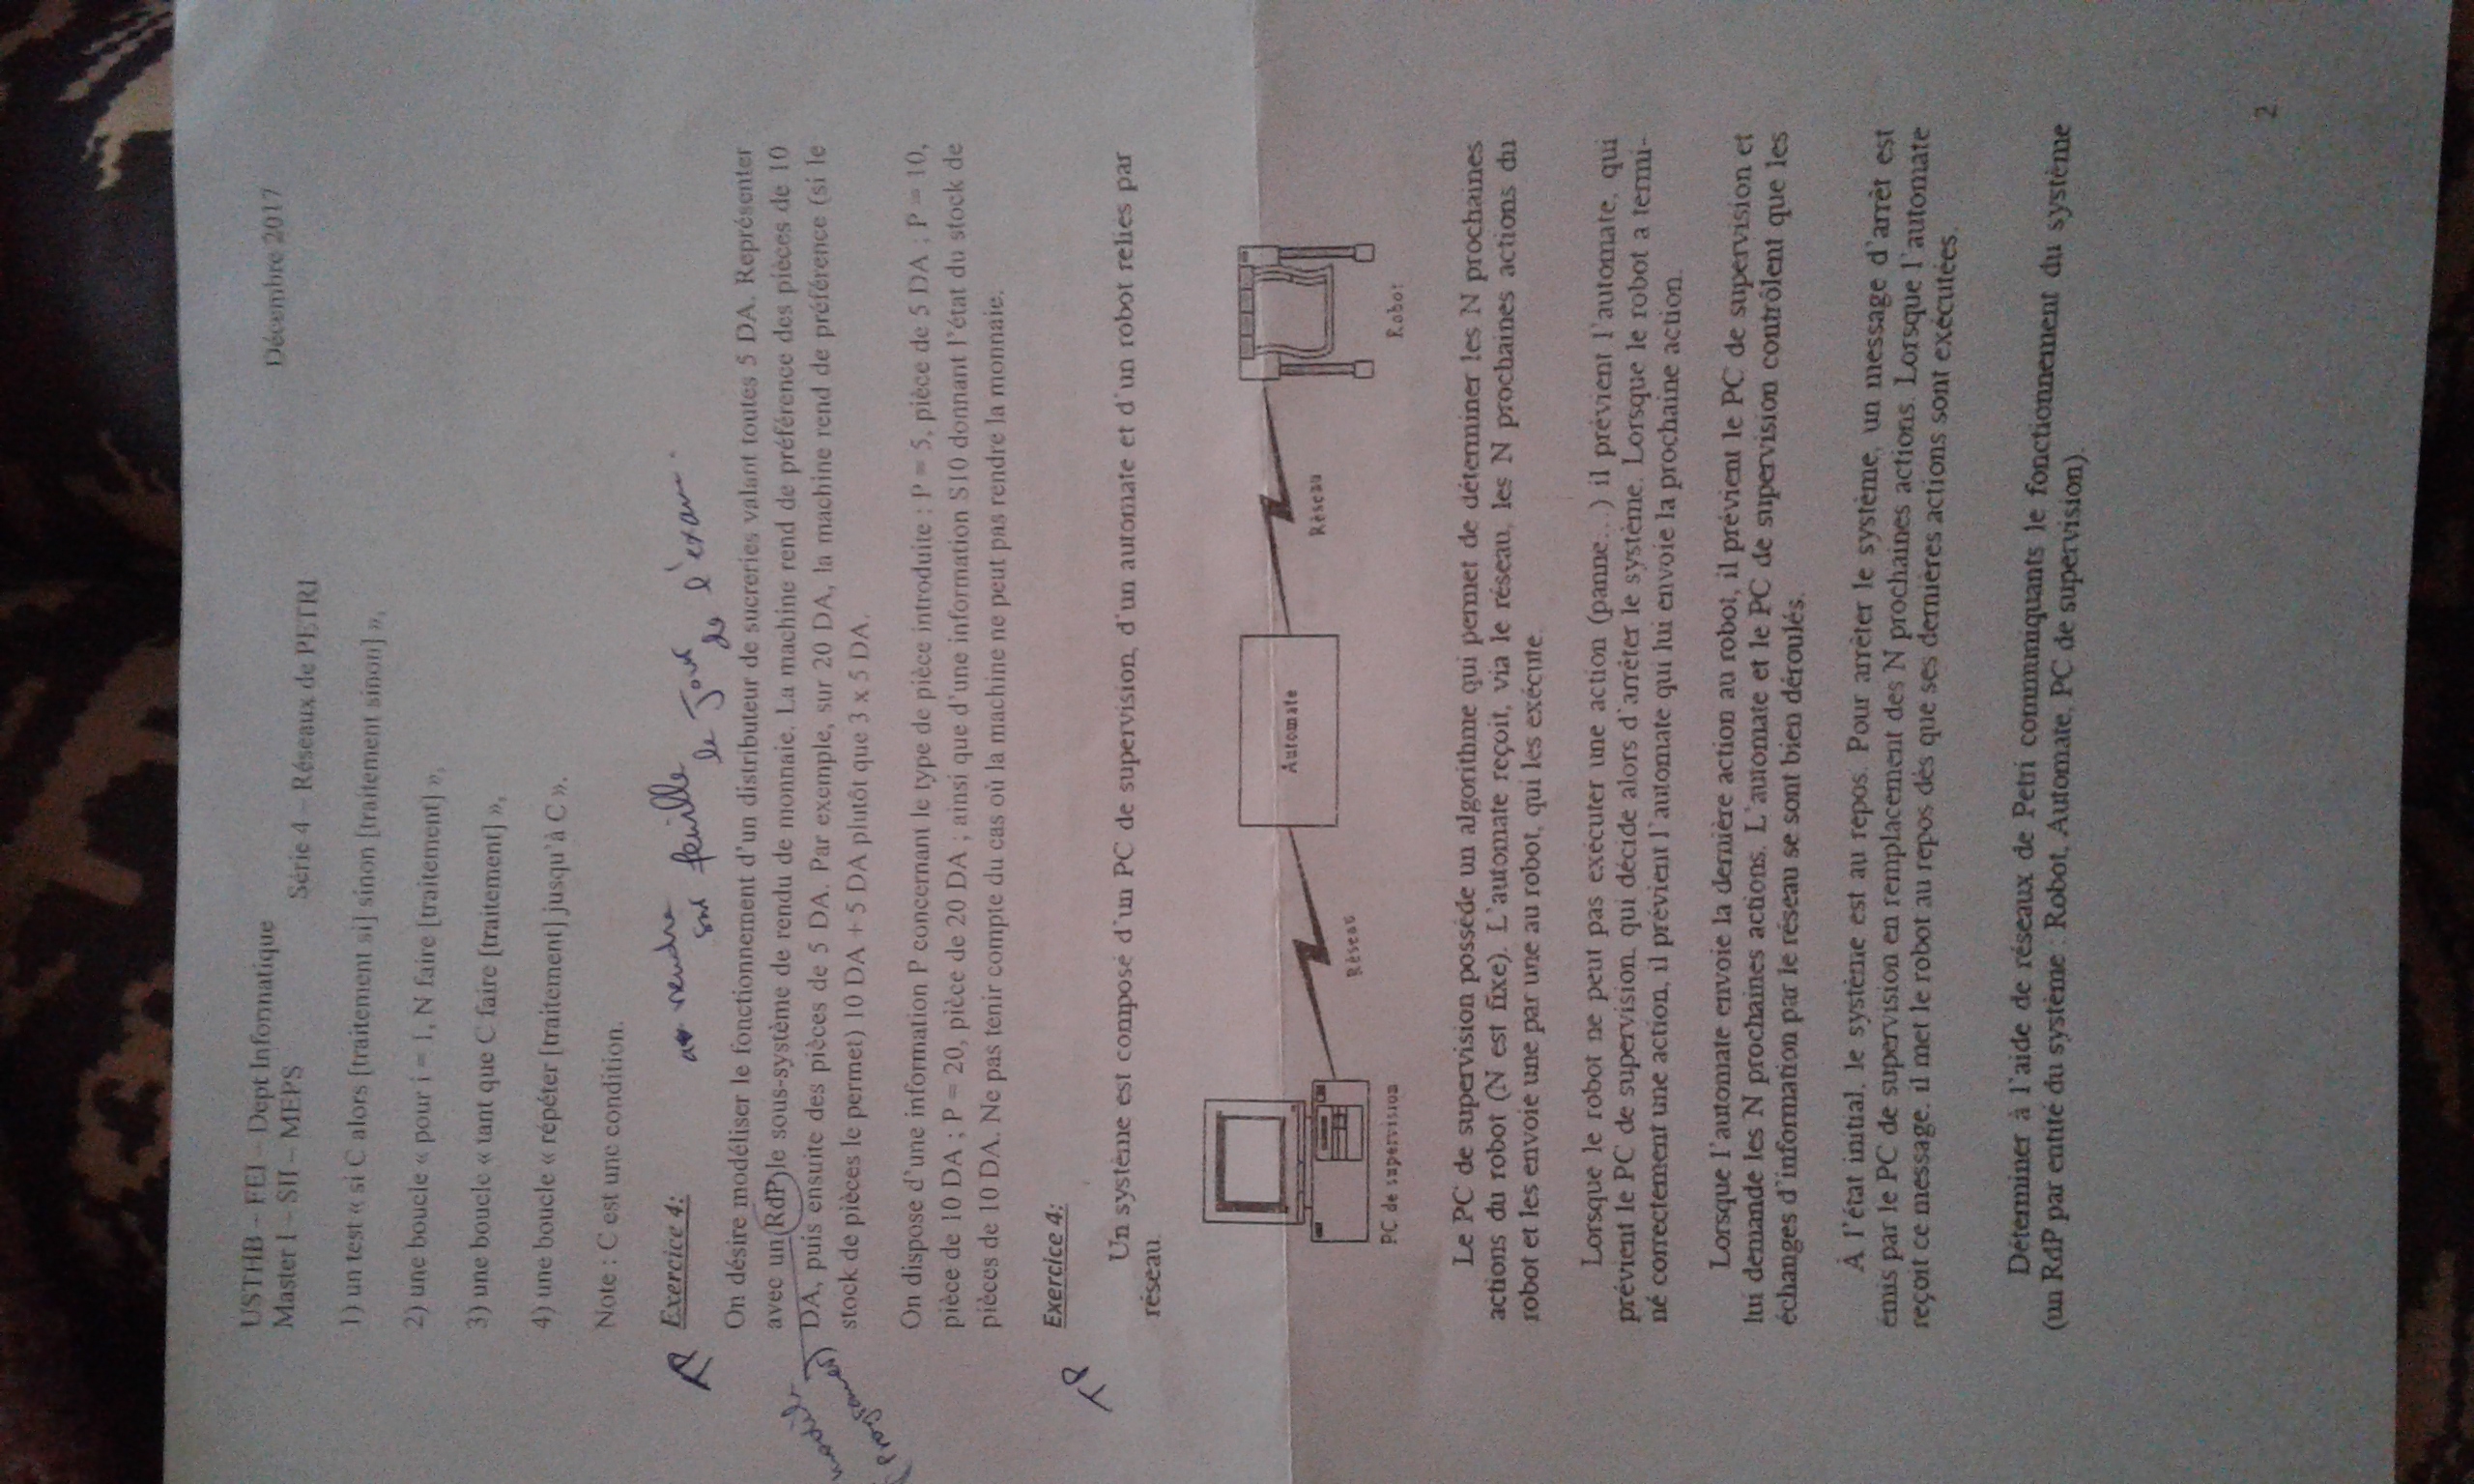 USTHB – FEI – Dept Informatique
Décembre 2017
Master I – SII – MEPS
Série 4 – Réseaux de PETRI
1) un test « si C alors [traitement si] sinon [traitement sinon] »,
2) une boucle « pour i = 1, N faire [traitement] »,
3) une boucle « tant que C faire [traitement] »,
4) une boucle « répéter [traitement] jusqu'à C ».
Note : C est une condition.
TP
Exercice 4:
rendre sur feuille le jour de l'exam.
On désire modéliser le fonctionnement d'un distributeur de sucreries valant toutes 5 DA. Représenter
avec un (RdP) le sous-système de rendu de monnaie. La machine rend de préférence des pièces de 10
DA, puis ensuite des pièces de 5 DA. Par exemple, sur 20 DA, la machine rend de préférence (si le
stock de pièces le permet) 10 DA + 5 DA plutôt que 3 x 5 DA.
On dispose d'une information P concernant le type de pièce introduite : P = 5, pièce de 5 DA ; P = 10,
pièce de 10 DA ; P = 20, pièce de 20 DA ; ainsi que d'une information S10 donnant l'état du stock de
pièces de 10 DA. Ne pas tenir compte du cas où la machine ne peut pas rendre la monnaie.
TP
Exercice 4:
Un système est composé d'un PC de supervision, d'un automate et d'un robot reliés par
réseau.
Automate
Réseau
Réseau
PC de supervision
Robot
Le PC de supervision possède un algorithme qui permet de déterminer les N prochaines
actions du robot (N est fixe). L'automate reçoit, via le réseau, les N prochaines actions du
robot et les envoie une par une au robot, qui les exécute.
Lorsque le robot ne peut pas exécuter une action (panne...) il prévient l'automate, qui
prévient le PC de supervision, qui décide alors d'arrêter le système. Lorsque le robot a termi-
né correctement une action, il prévient l'automate qui lui envoie la prochaine action.
Lorsque l'automate envoie la dernière action au robot, il prévient le PC de supervision et
lui demande les N prochaines actions. L'automate et le PC de supervision contrôlent que les
échanges d'information par le réseau se sont bien déroulés.
À l'état initial, le système est au repos. Pour arrêter le système, un message d'arrêt est
émis par le PC de supervision en remplacement des N prochaines actions. Lorsque l'automate
reçoit ce message, il met le robot au repos dès que ses dernières actions sont exécutées.
Déterminer à l'aide de réseaux de Petri communiquants le fonctionnement du système
(un RdP par entité du système : Robot, Automate, PC de supervision).
2